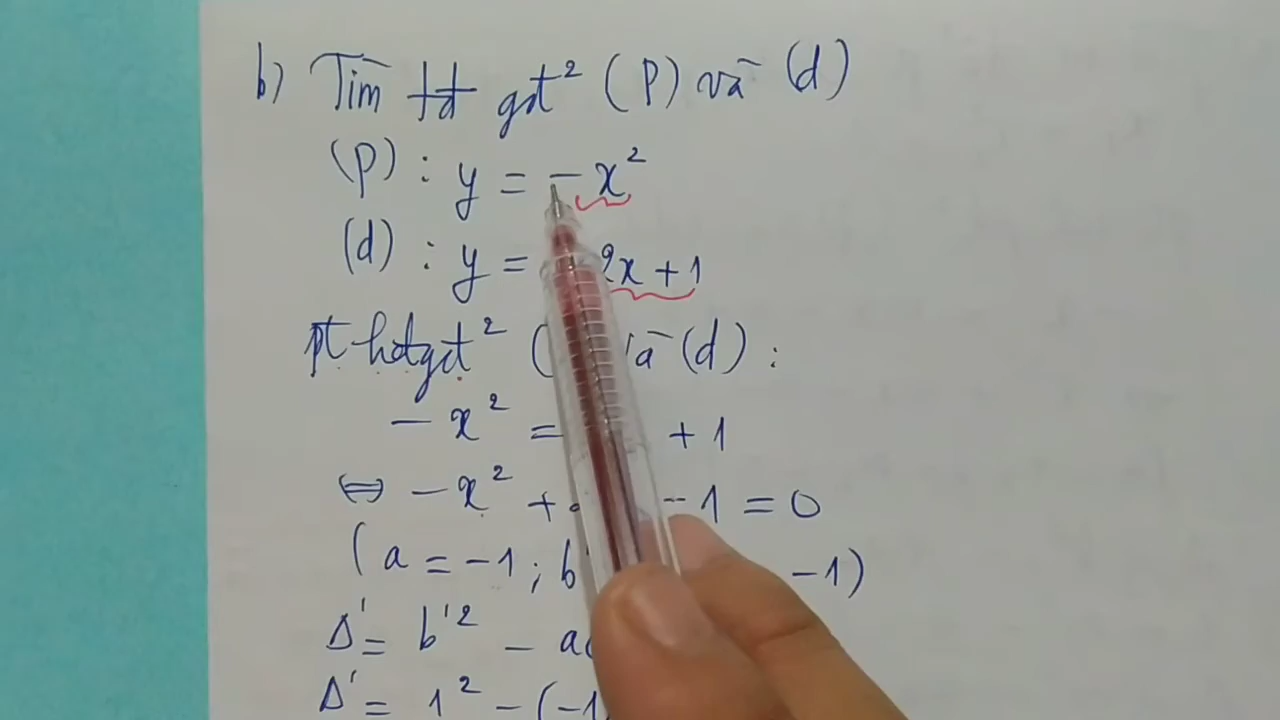 b) Tìm tđ gđ² (P) và (d)
(P) : y = - x²
(d) : y = 2x + 1
pt hđgđ² ( à (d) :
- x² = + 1
⇔ - x² + - 1 = 0
( a = -1 ; b -1)
Δ' = b'² - a
Δ' = 1² - (-1